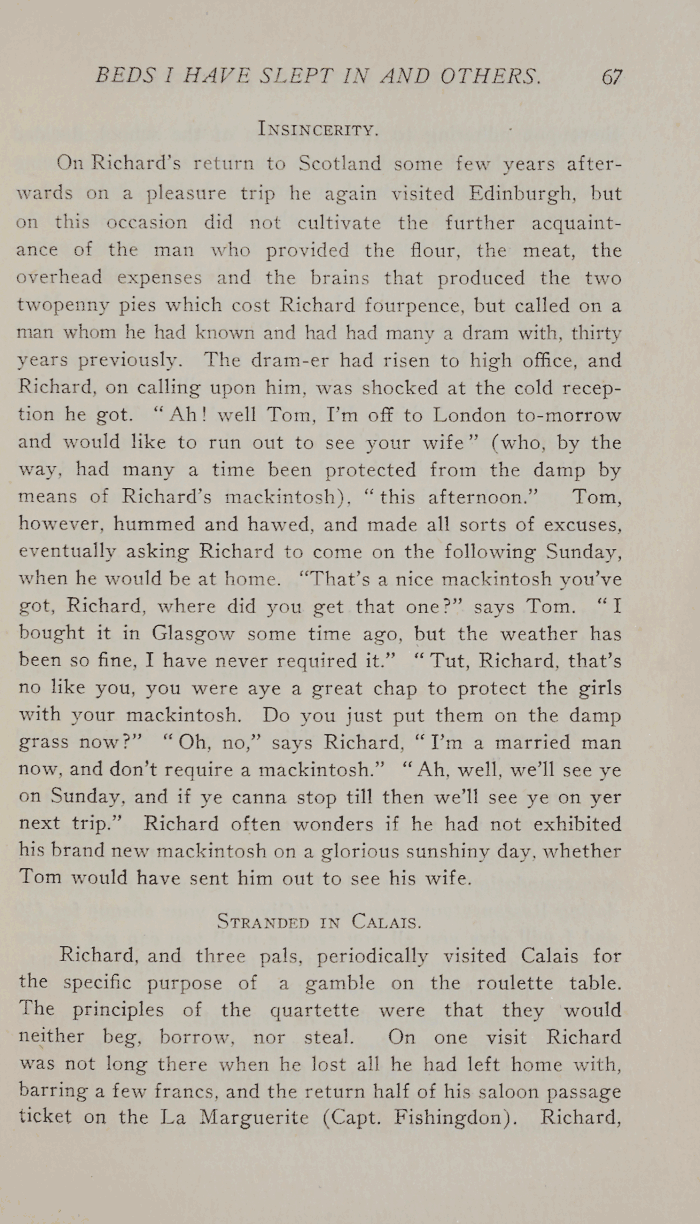 BEDS I HAVE SLEPT IN AND OTHERS. 67
INSINCERITY.
On Richard's return to Scotland some few years after-
wards on a pleasure trip he again visited Edinburgh, but
on this occasion did not cultivate the further acquaint-
ance of the man who provided the flour, the meat, the
overhead expenses and the brains that produced the two
twopenny pies which cost Richard fourpence, but called on a
man whom he had known and had had many a dram with, thirty
years previously. The dram-er had risen to high office, and
Richard, on calling upon him, was shocked at the cold recep-
tion he got. "Ah! well Tom, I'm off to London to-morrow
and would like to run out to see your wife" (who, by the
way, had many a time been protected from the damp by
means of Richard's mackintosh), "this afternoon." Tom,
however, hummed and hawed, and made all sorts of excuses,
eventually asking Richard to come on the following Sunday,
when he would be at home. "That's a nice mackintosh you've
got, Richard, where did you get that one?" says Tom. "I
bought it in Glasgow some time ago, but the weather has
been so fine, I have never required it." "Tut, Richard, that's
no like you, you were aye a great chap to protect the girls
with your mackintosh. Do you just put them on the damp
grass now?" "Oh, no," says Richard, "I'm a married man
now, and don't require a mackintosh." "Ah, well, we'll see ye
on Sunday, and if ye canna stop till then we'll see ye on yer
next trip." Richard often wonders if he had not exhibited
his brand new mackintosh on a glorious sunshiny day, whether
Tom would have sent him out to see his wife.
STRANDED IN CALAIS.
Richard, and three pals, periodically visited Calais for
the specific purpose of a gamble on the roulette table.
The principles of the quartette were that they would
neither beg, borrow, nor steal. On one visit Richard
was not long there when he lost all he had left home with,
barring a few francs, and the return half of his saloon passage
ticket on the La Marguerite (Capt. Fishingdon). Richard,